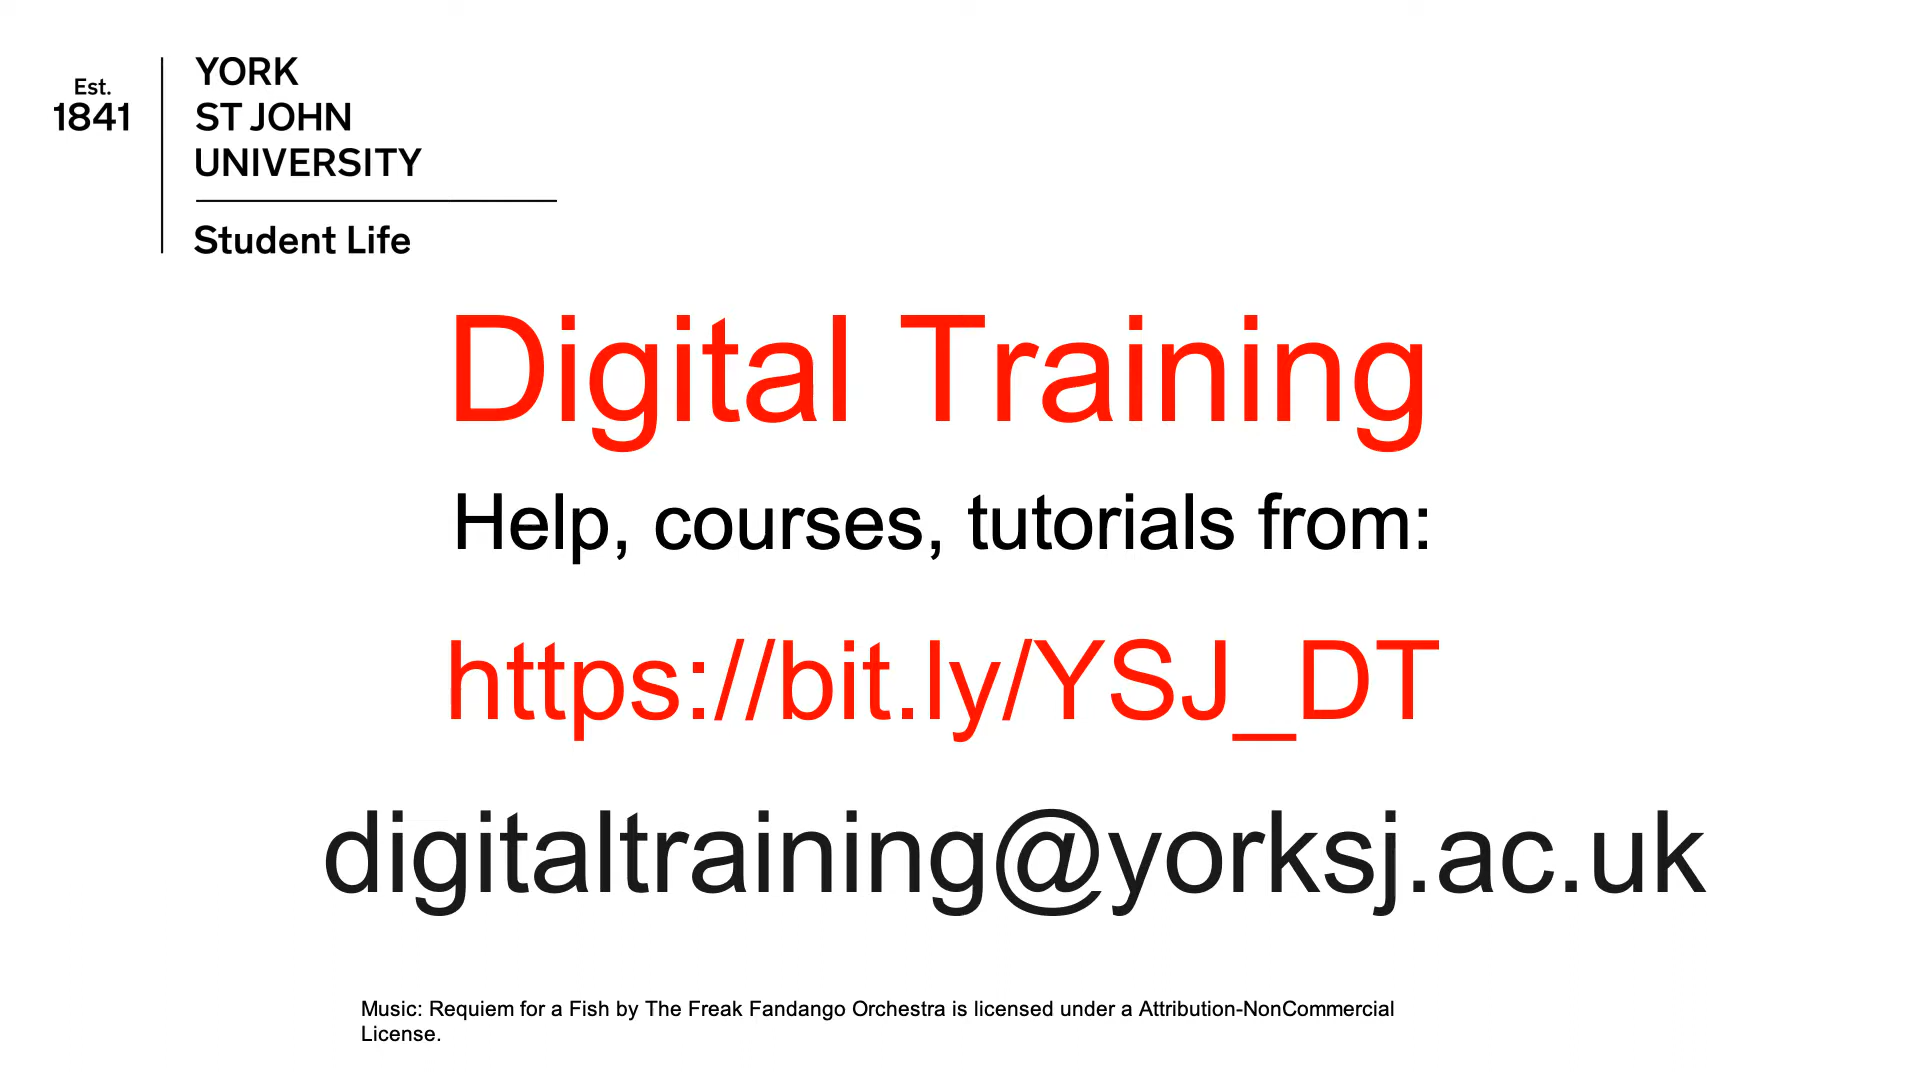 Est.
1841
YORK
ST JOHN
UNIVERSITY
Student Life
Digital Training
Help, courses, tutorials from:
https://bit.ly/YSJ_DT
digitaltraining@yorksj.ac.uk
Music: Requiem for a Fish by The Freak Fandango Orchestra is licensed under a Attribution-NonCommercial
License.